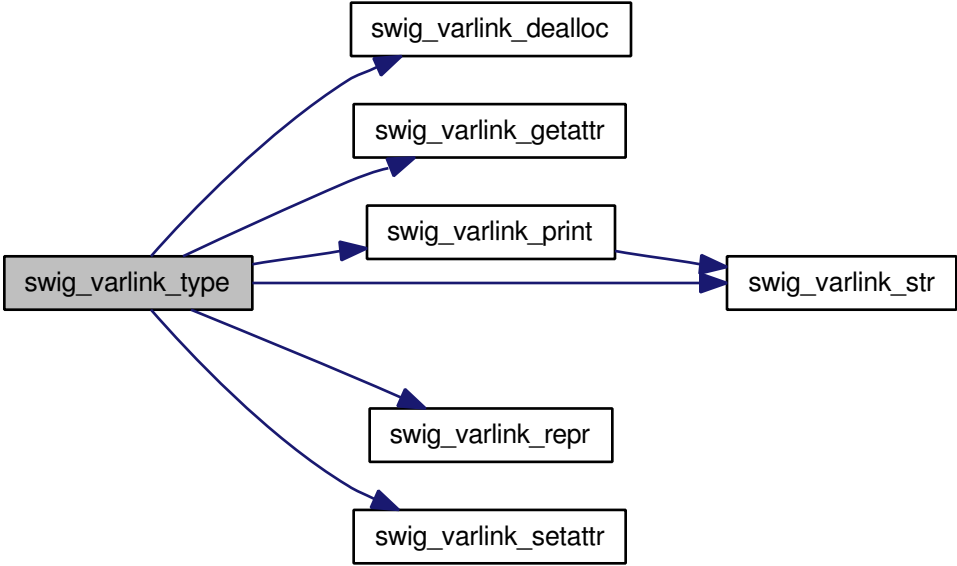 swig_varlink_dealloc
swig_varlink_getattr
swig_varlink_print
swig_varlink_type
swig_varlink_str
swig_varlink_repr
swig_varlink_setattr